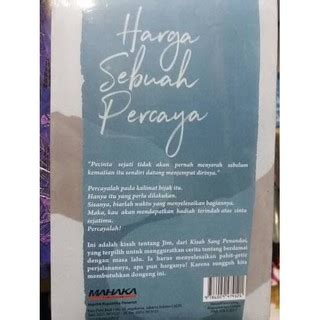 Harga
Sebuah
Percaya
"Pecinta sejati tidak akan pernah menyerah sebelum
kematian itu sendiri datang menjemput dirinya."
Percayalah pada kalimat bijak itu.
Hanya itu yang perlu dilakukan.
Sisanya, biarlah waktu yang menyelesaikan bagiannya.
Maka, kau akan mendapatkan hadiah terindah atas cinta
sejatimu.
Percayalah!
Ini adalah kisah tentang Jim, dari Kisah Sang Penandai,
yang terpilih untuk menggurat­kan cerita tentang berdamai
dengan masa lalu. Ia harus menyelesaikan pahit-getir
perjalanannya, apa pun harganya! Karena sungguh kita
membutuhkan dongeng ini.
MAHAKA